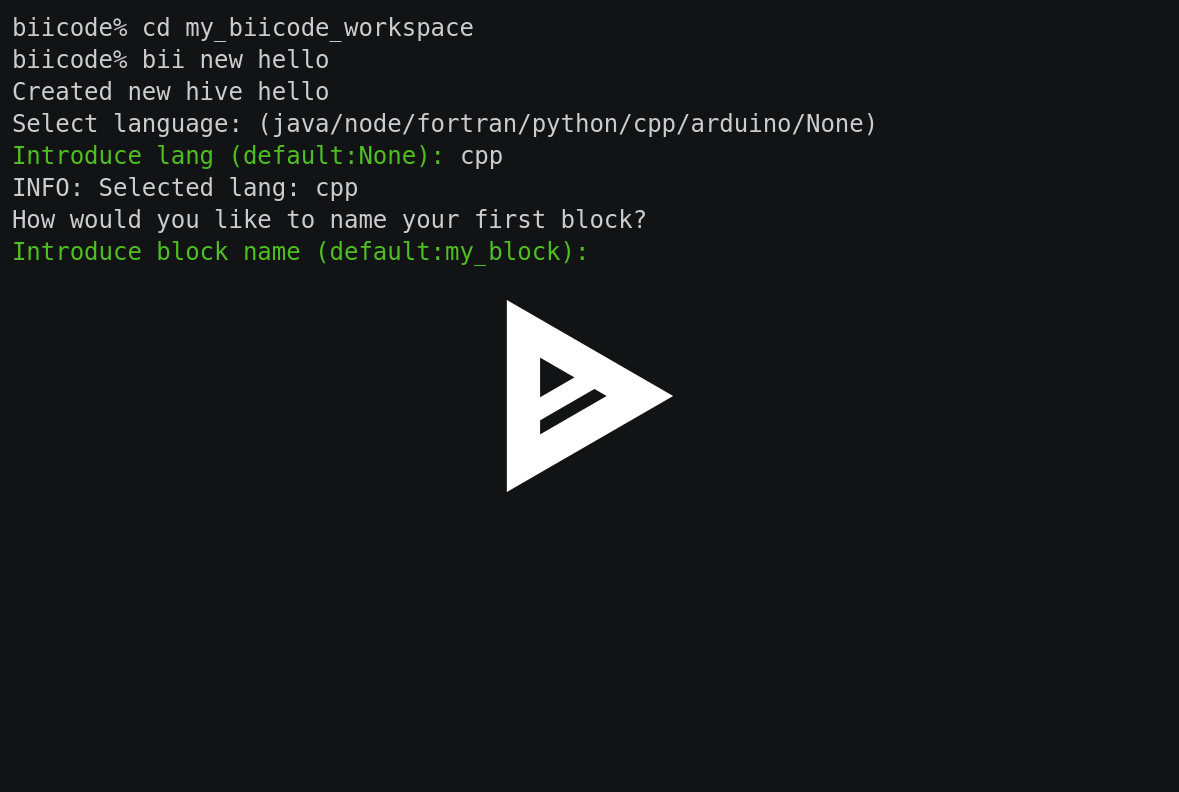 biicode% cd my_biicode_workspace
biicode% bii new hello
Created new hive hello
Select language: (java/node/fortran/python/cpp/arduino/None)
Introduce lang (default:None): cpp
INFO: Selected lang: cpp
How would you like to name your first block?
Introduce block name (default:my_block):